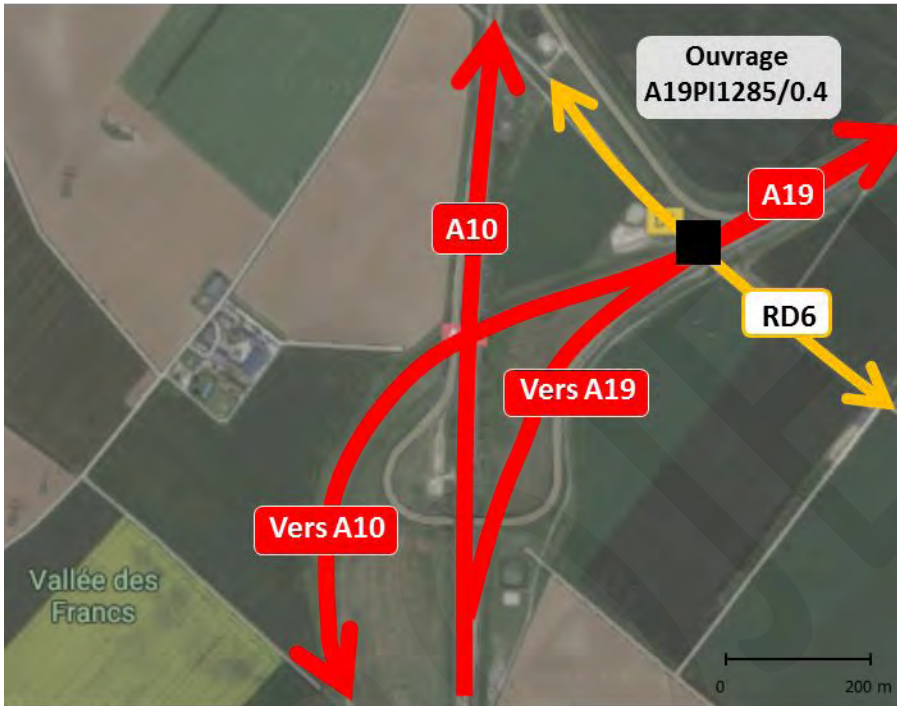 Ouvrage
A19PI1285/0.4
A19
A10
RD6
Vers A19
Vers A10
Vallée des
Francs
0 200 m